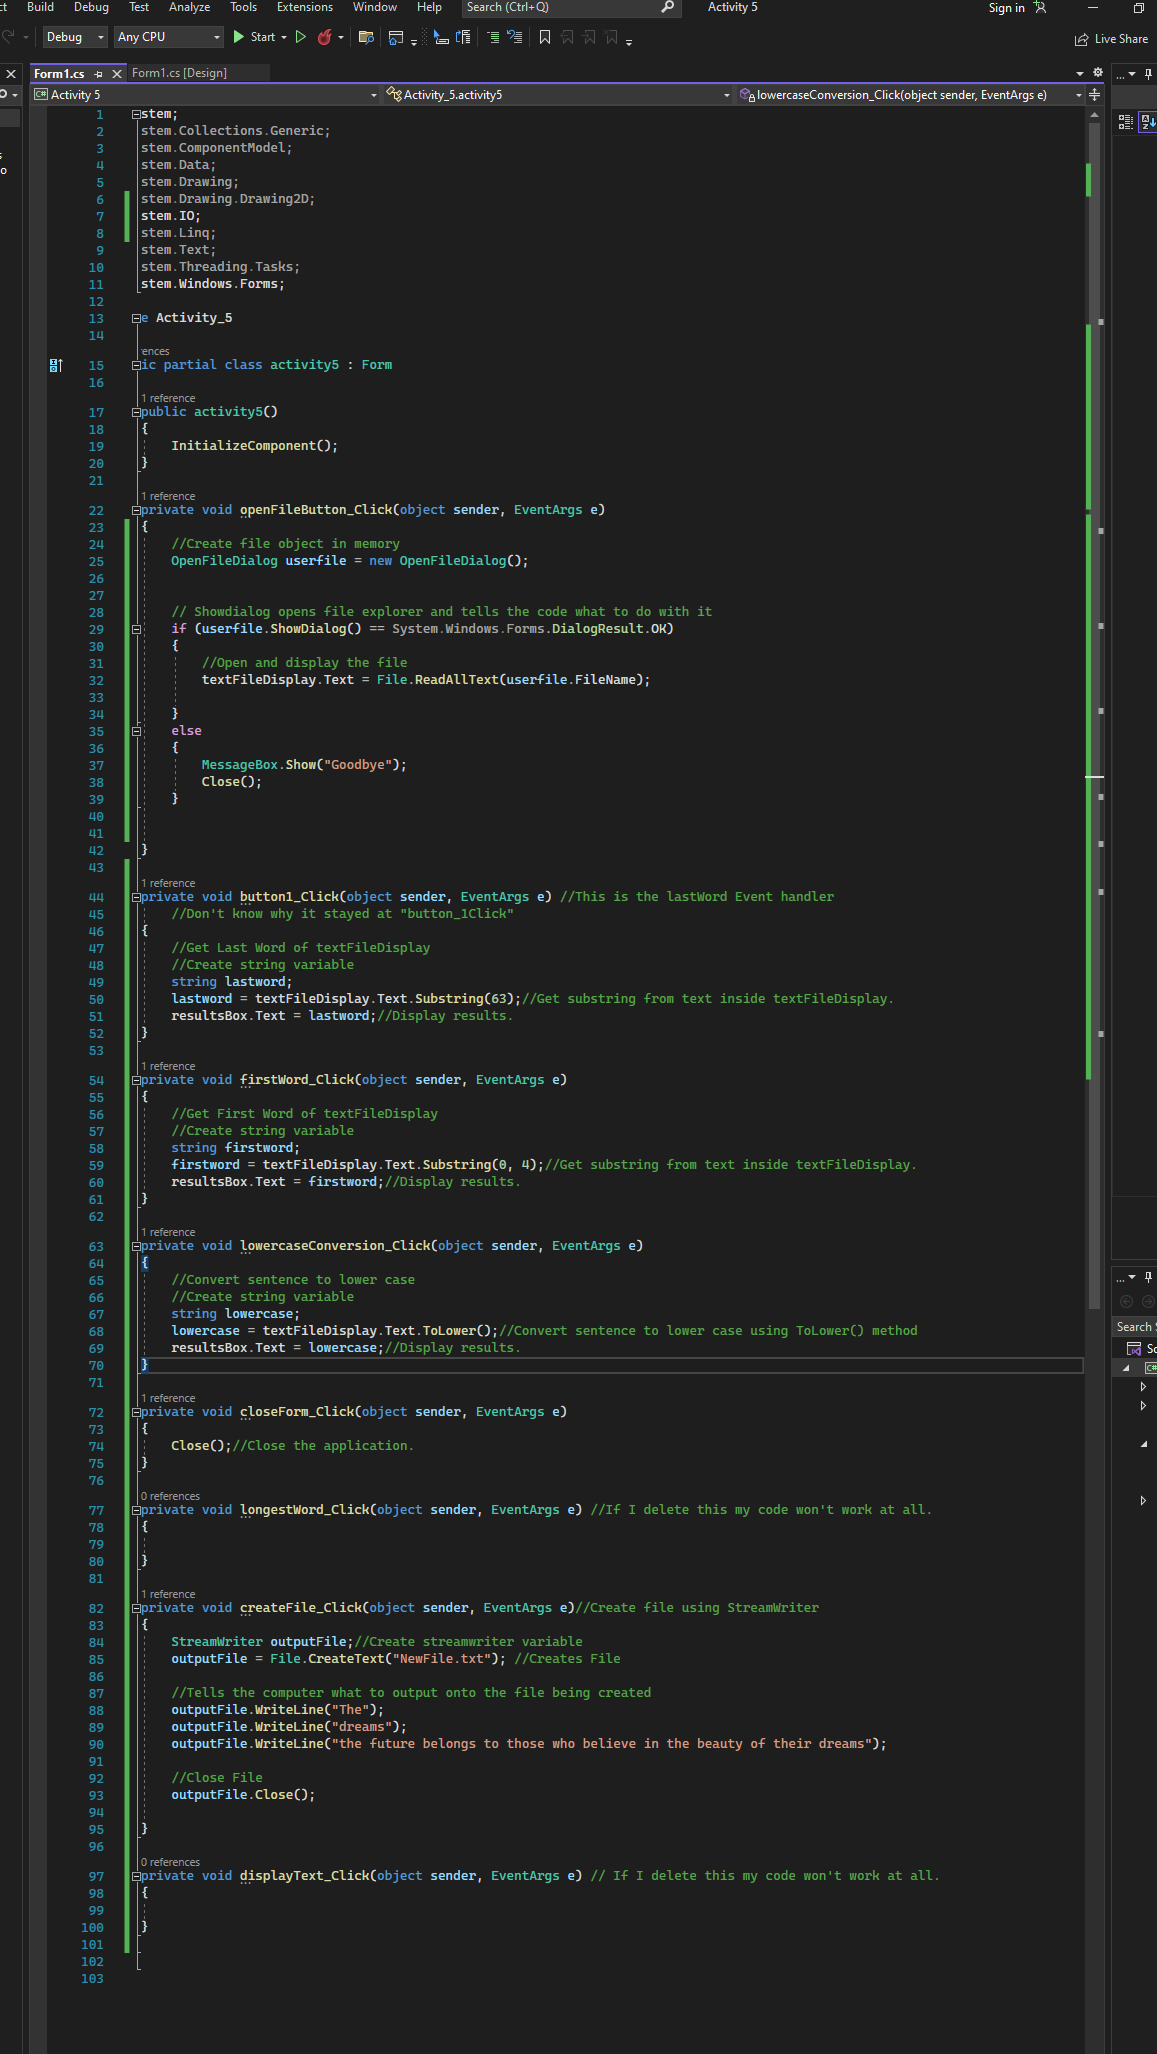 ct Build Debug Test Analyze Tools Extensions Window Help Search (Ctrl+Q) Activity 5 Sign in
Debug Any CPU Start Live Share
Form1.cs Form1.cs [Design]
C# Activity 5 Activity_5.activity5 lowercaseConversion_Click(object sender, EventArgs e)
1 stem;
2 stem.Collections.Generic;
3 stem.ComponentModel;
4 stem.Data;
5 stem.Drawing;
6 stem.Drawing.Drawing2D;
7 stem.IO;
8 stem.Linq;
9 stem.Text;
10 stem.Threading.Tasks;
11 stem.Windows.Forms;
12
13 e Activity_5
14
rences
15 ic partial class activity5 : Form
16
1 reference
17 public activity5()
18 {
19 InitializeComponent();
20 }
21
1 reference
22 private void openFileButton_Click(object sender, EventArgs e)
23 {
24 //Create file object in memory
25 OpenFileDialog userfile = new OpenFileDialog();
26
27
28 // Showdialog opens file explorer and tells the code what to do with it
29 if (userfile.ShowDialog() == System.Windows.Forms.DialogResult.OK)
30 {
31 //Open and display the file
32 textFileDisplay.Text = File.ReadAllText(userfile.FileName);
33
34 }
35 else
36 {
37 MessageBox.Show("Goodbye");
38 Close();
39 }
40
41
42 }
43
1 reference
44 private void button1_Click(object sender, EventArgs e) //This is the lastWord Event handler
45 //Don't know why it stayed at "button_1Click"
46 {
47 //Get Last Word of textFileDisplay
48 //Create string variable
49 string lastword;
50 lastword = textFileDisplay.Text.Substring(63);//Get substring from text inside textFileDisplay.
51 resultsBox.Text = lastword;//Display results.
52 }
53
1 reference
54 private void firstWord_Click(object sender, EventArgs e)
55 {
56 //Get First Word of textFileDisplay
57 //Create string variable
58 string firstword;
59 firstword = textFileDisplay.Text.Substring(0, 4);//Get substring from text inside textFileDisplay.
60 resultsBox.Text = firstword;//Display results.
61 }
62
1 reference
63 private void lowercaseConversion_Click(object sender, EventArgs e)
64 {
65 //Convert sentence to lower case
66 //Create string variable
67 string lowercase;
68 lowercase = textFileDisplay.Text.ToLower();//Convert sentence to lower case using ToLower() method
69 resultsBox.Text = lowercase;//Display results.
70 }
71
1 reference
72 private void closeForm_Click(object sender, EventArgs e)
73 {
74 Close();//Close the application.
75 }
76
0 references
77 private void longestWord_Click(object sender, EventArgs e) //If I delete this my code won't work at all.
78 {
79
80 }
81
1 reference
82 private void createFile_Click(object sender, EventArgs e)//Create file using StreamWriter
83 {
84 StreamWriter outputFile;//Create streamwriter variable
85 outputFile = File.CreateText("NewFile.txt"); //Creates File
86
87 //Tells the computer what to output onto the file being created
88 outputFile.WriteLine("The");
89 outputFile.WriteLine("dreams");
90 outputFile.WriteLine("the future belongs to those who believe in the beauty of their dreams");
91
92 //Close File
93 outputFile.Close();
94
95 }
96
0 references
97 private void displayText_Click(object sender, EventArgs e) // If I delete this my code won't work at all.
98 {
99
100 }
101
102
103
Search S
So
C#